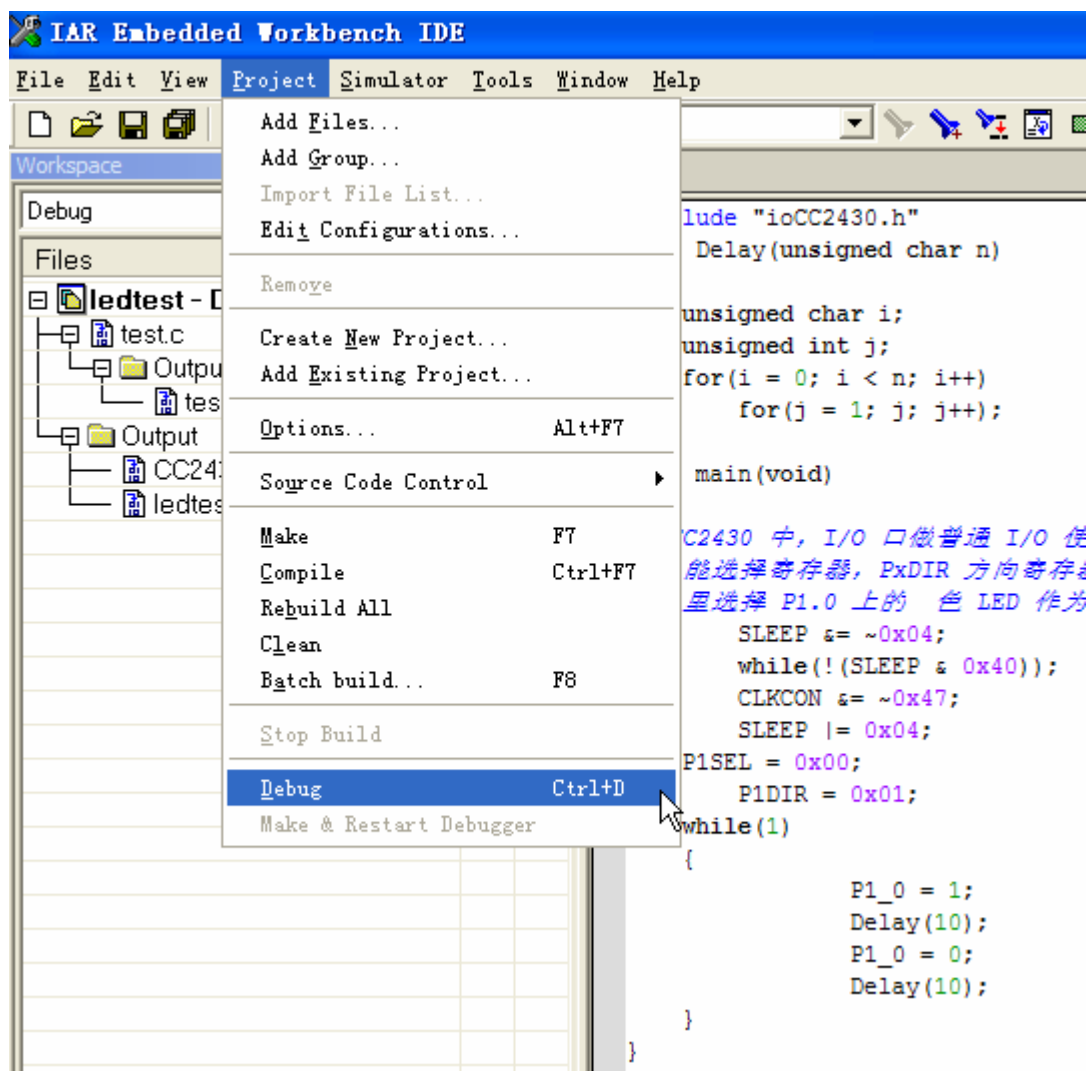 IAR Embedded Workbench IDE
File Edit View Project Simulator Tools Window Help
Workspace
Debug
Files
ledtest - D
test.c
Outpu
tes
Output
CC24
ledtes
Add Files...
Add Group...
Import File List...
Edit Configurations...
Remove
Create New Project...
Add Existing Project...
Options... Alt+F7
Source Code Control
Make F7
Compile Ctrl+F7
Rebuild All
Clean
Batch build... F8
Stop Build
Debug Ctrl+D
Make & Restart Debugger
lude "ioCC2430.h"
Delay(unsigned char n)
unsigned char i;
unsigned int j;
for(i = 0; i < n; i++)
for(j = 1; j; j++);
main(void)
CC2430 中, I/O 口做普通 I/O 使
能选择寄存器, PxDIR 方向寄存器
里选择 P1.0 上的 色 LED 作为
SLEEP &= ~0x04;
while(!(SLEEP & 0x40));
CLKCON &= ~0x47;
SLEEP |= 0x04;
P1SEL = 0x00;
P1DIR = 0x01;
while(1)
{
P1_0 = 1;
Delay(10);
P1_0 = 0;
Delay(10);
}
}